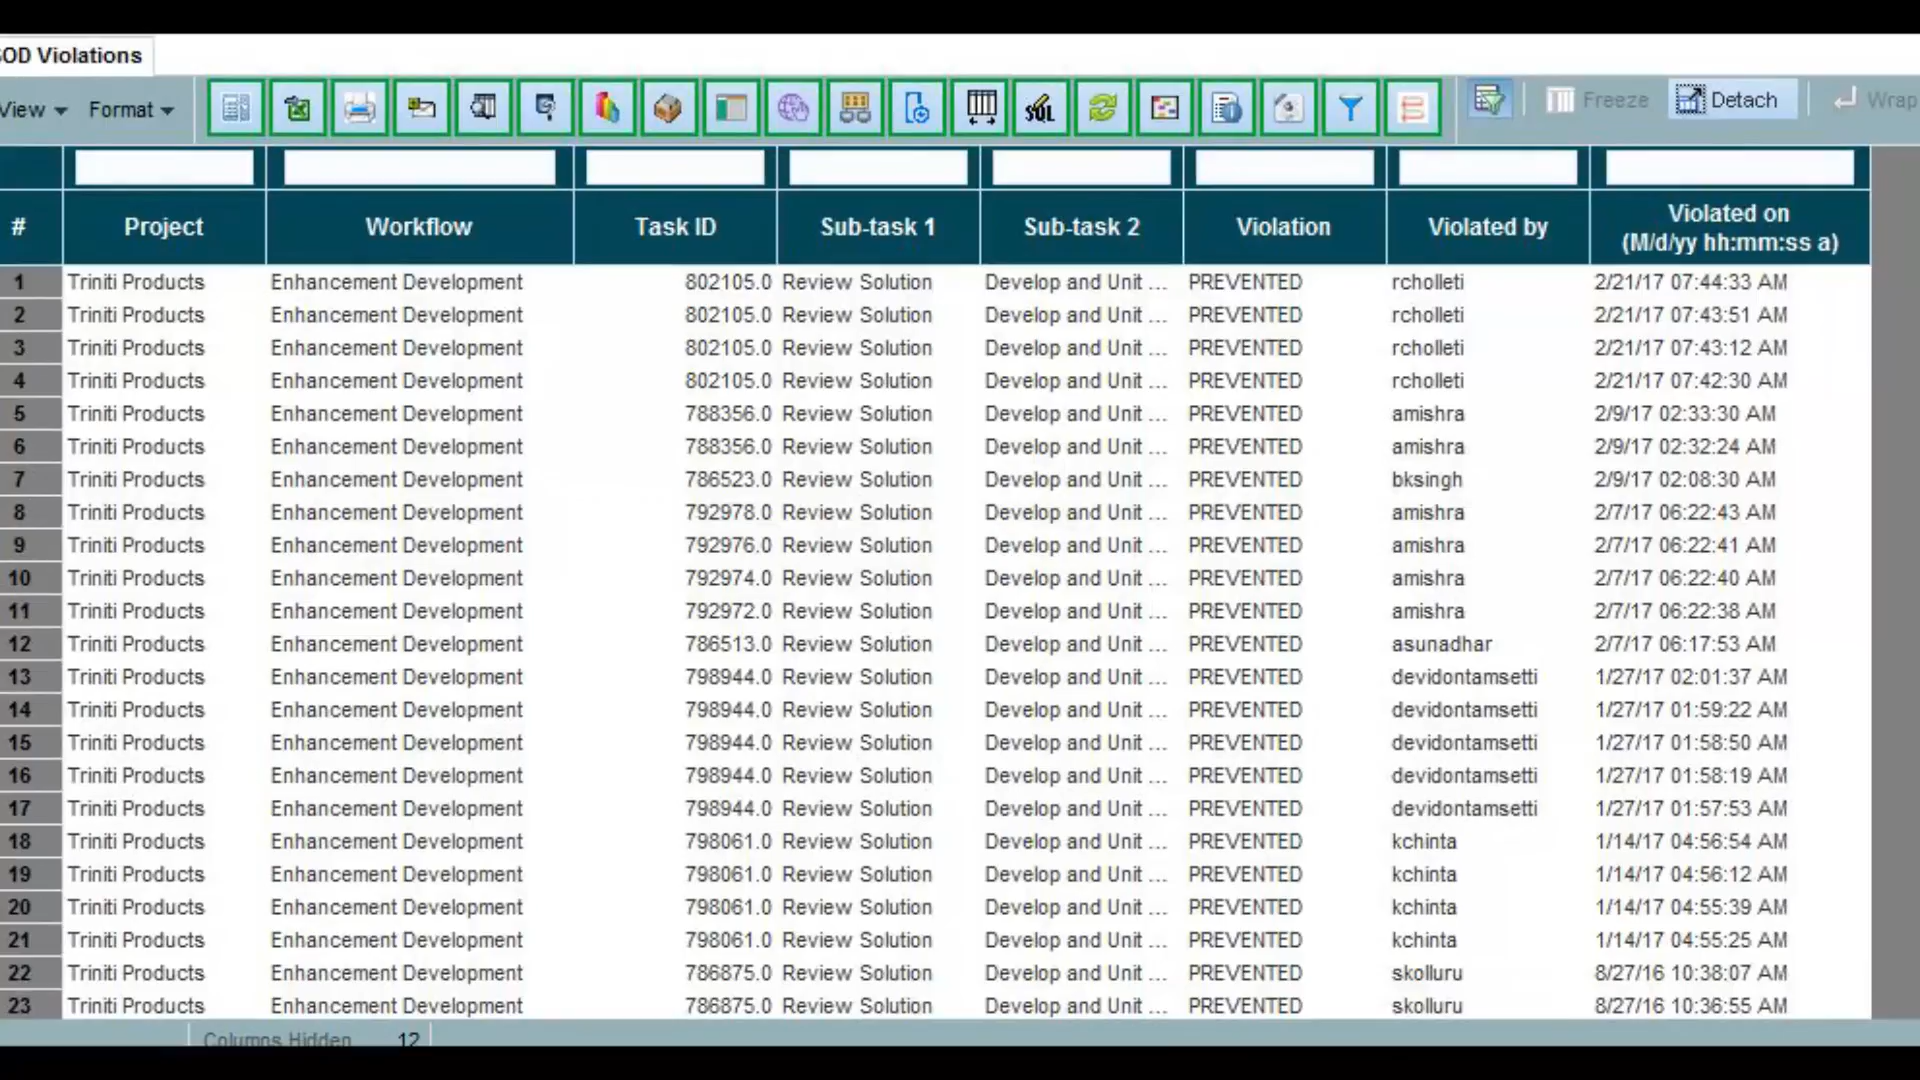 SOD Violations
View Format SQL Freeze Detach Wrap
# Project Workflow Task ID Sub-task 1 Sub-task 2 Violation Violated by Violated on
(M/d/yy hh:mm:ss a)
1 Triniti Products Enhancement Development 802105.0 Review Solution Develop and Unit ... PREVENTED rcholleti 2/21/17 07:44:33 AM
2 Triniti Products Enhancement Development 802105.0 Review Solution Develop and Unit ... PREVENTED rcholleti 2/21/17 07:43:51 AM
3 Triniti Products Enhancement Development 802105.0 Review Solution Develop and Unit ... PREVENTED rcholleti 2/21/17 07:43:12 AM
4 Triniti Products Enhancement Development 802105.0 Review Solution Develop and Unit ... PREVENTED rcholleti 2/21/17 07:42:30 AM
5 Triniti Products Enhancement Development 788356.0 Review Solution Develop and Unit ... PREVENTED amishra 2/9/17 02:33:30 AM
6 Triniti Products Enhancement Development 788356.0 Review Solution Develop and Unit ... PREVENTED amishra 2/9/17 02:32:24 AM
7 Triniti Products Enhancement Development 786523.0 Review Solution Develop and Unit ... PREVENTED bksingh 2/9/17 02:08:30 AM
8 Triniti Products Enhancement Development 792978.0 Review Solution Develop and Unit ... PREVENTED amishra 2/7/17 06:22:43 AM
9 Triniti Products Enhancement Development 792976.0 Review Solution Develop and Unit ... PREVENTED amishra 2/7/17 06:22:41 AM
10 Triniti Products Enhancement Development 792974.0 Review Solution Develop and Unit ... PREVENTED amishra 2/7/17 06:22:40 AM
11 Triniti Products Enhancement Development 792972.0 Review Solution Develop and Unit ... PREVENTED amishra 2/7/17 06:22:38 AM
12 Triniti Products Enhancement Development 786513.0 Review Solution Develop and Unit ... PREVENTED asunadhar 2/7/17 06:17:53 AM
13 Triniti Products Enhancement Development 798944.0 Review Solution Develop and Unit ... PREVENTED devidontamsetti 1/27/17 02:01:37 AM
14 Triniti Products Enhancement Development 798944.0 Review Solution Develop and Unit ... PREVENTED devidontamsetti 1/27/17 01:59:22 AM
15 Triniti Products Enhancement Development 798944.0 Review Solution Develop and Unit ... PREVENTED devidontamsetti 1/27/17 01:58:50 AM
16 Triniti Products Enhancement Development 798944.0 Review Solution Develop and Unit ... PREVENTED devidontamsetti 1/27/17 01:58:19 AM
17 Triniti Products Enhancement Development 798944.0 Review Solution Develop and Unit ... PREVENTED devidontamsetti 1/27/17 01:57:53 AM
18 Triniti Products Enhancement Development 798061.0 Review Solution Develop and Unit ... PREVENTED kchinta 1/14/17 04:56:54 AM
19 Triniti Products Enhancement Development 798061.0 Review Solution Develop and Unit ... PREVENTED kchinta 1/14/17 04:56:12 AM
20 Triniti Products Enhancement Development 798061.0 Review Solution Develop and Unit ... PREVENTED kchinta 1/14/17 04:55:39 AM
21 Triniti Products Enhancement Development 798061.0 Review Solution Develop and Unit ... PREVENTED kchinta 1/14/17 04:55:25 AM
22 Triniti Products Enhancement Development 786875.0 Review Solution Develop and Unit ... PREVENTED skolluru 8/27/16 10:38:07 AM
23 Triniti Products Enhancement Development 786875.0 Review Solution Develop and Unit ... PREVENTED skolluru 8/27/16 10:36:55 AM
Columns Hidden 12